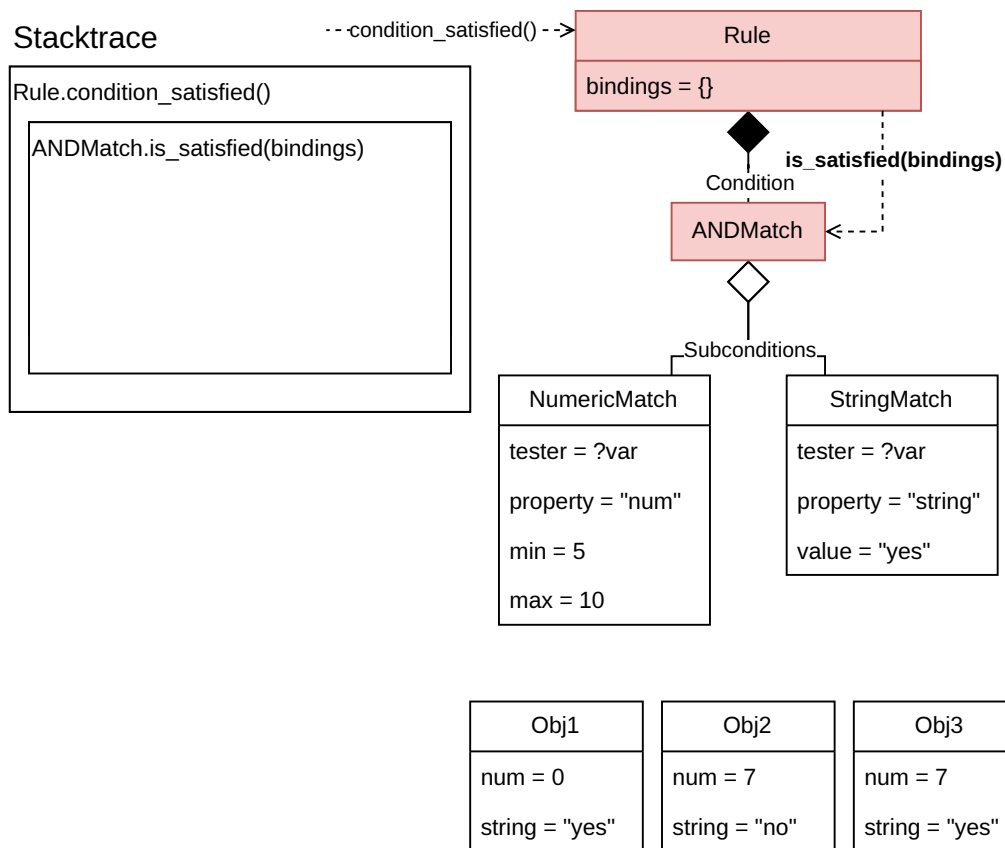 Stacktrace
Rule.condition_satisfied()
ANDMatch.is_satisfied(bindings)
condition_satisfied()
Rule
bindings = {}
is_satisfied(bindings)
Condition
ANDMatch
Subconditions
NumericMatch
tester = ?var
property = "num"
min = 5
max = 10
StringMatch
tester = ?var
property = "string"
value = "yes"
Obj1
num = 0
string = "yes"
Obj2
num = 7
string = "no"
Obj3
num = 7
string = "yes"